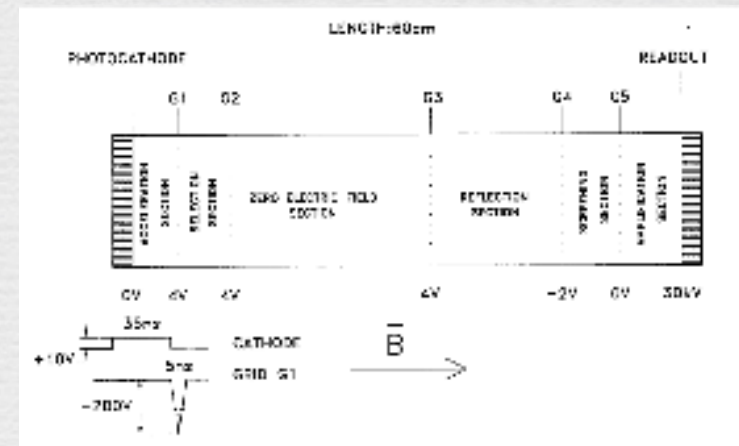 LENGTH:60cm
PHOTOCATHODE
READOUT
G1 G2 G3 G4 G5
ACCELERATION SECTION
SELECTION SECTION
ZERO ELECTRIC FIELD SECTION
REFLECTION SECTION
SECTION
SECTION
0V 4V 4V 4V -2V 0V 30kV
35ns
+10V
CATHODE
5ns
GRID G1
-200V
B